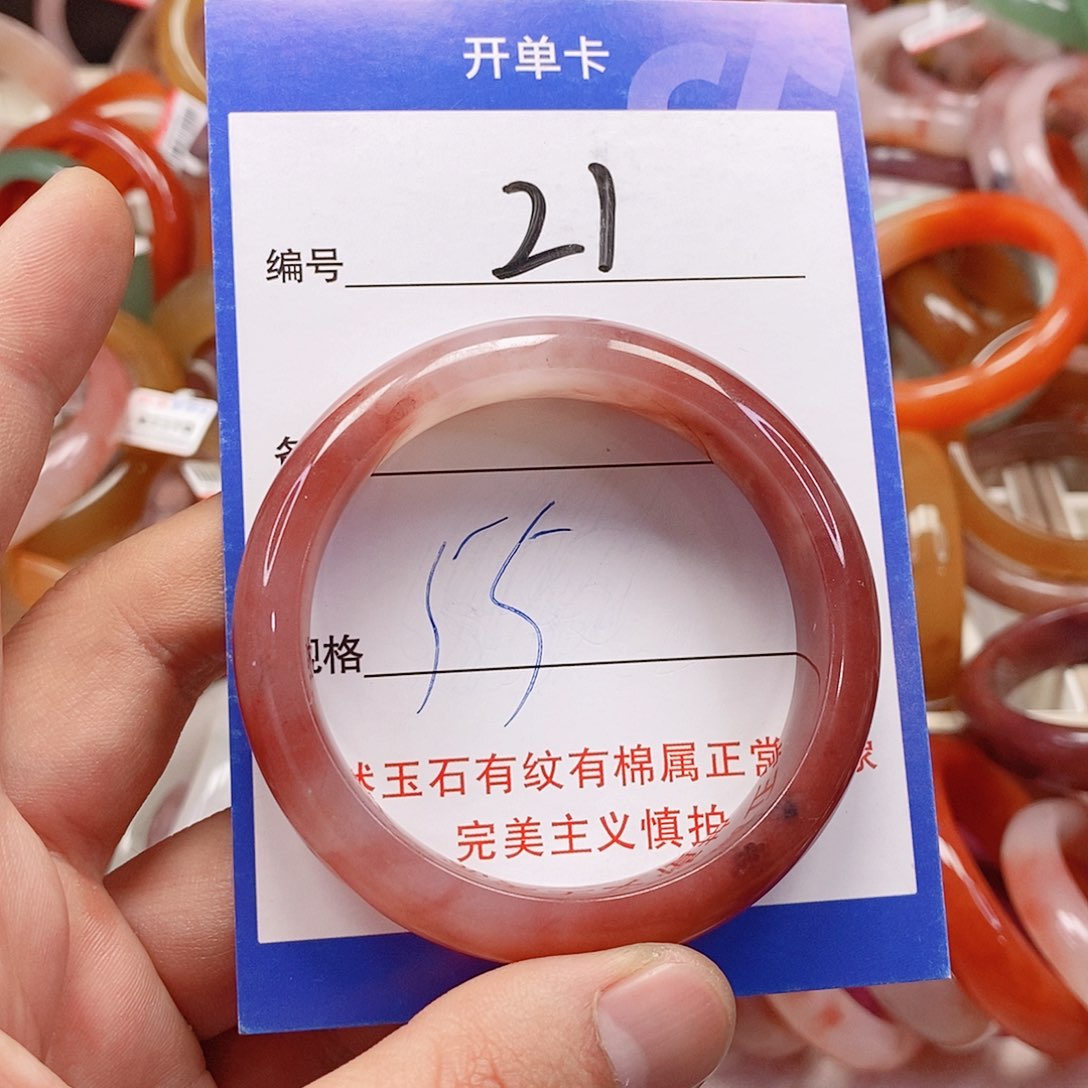 开单卡
编号 21
规格 55
玉石有纹有棉属正常
完美主义慎拍